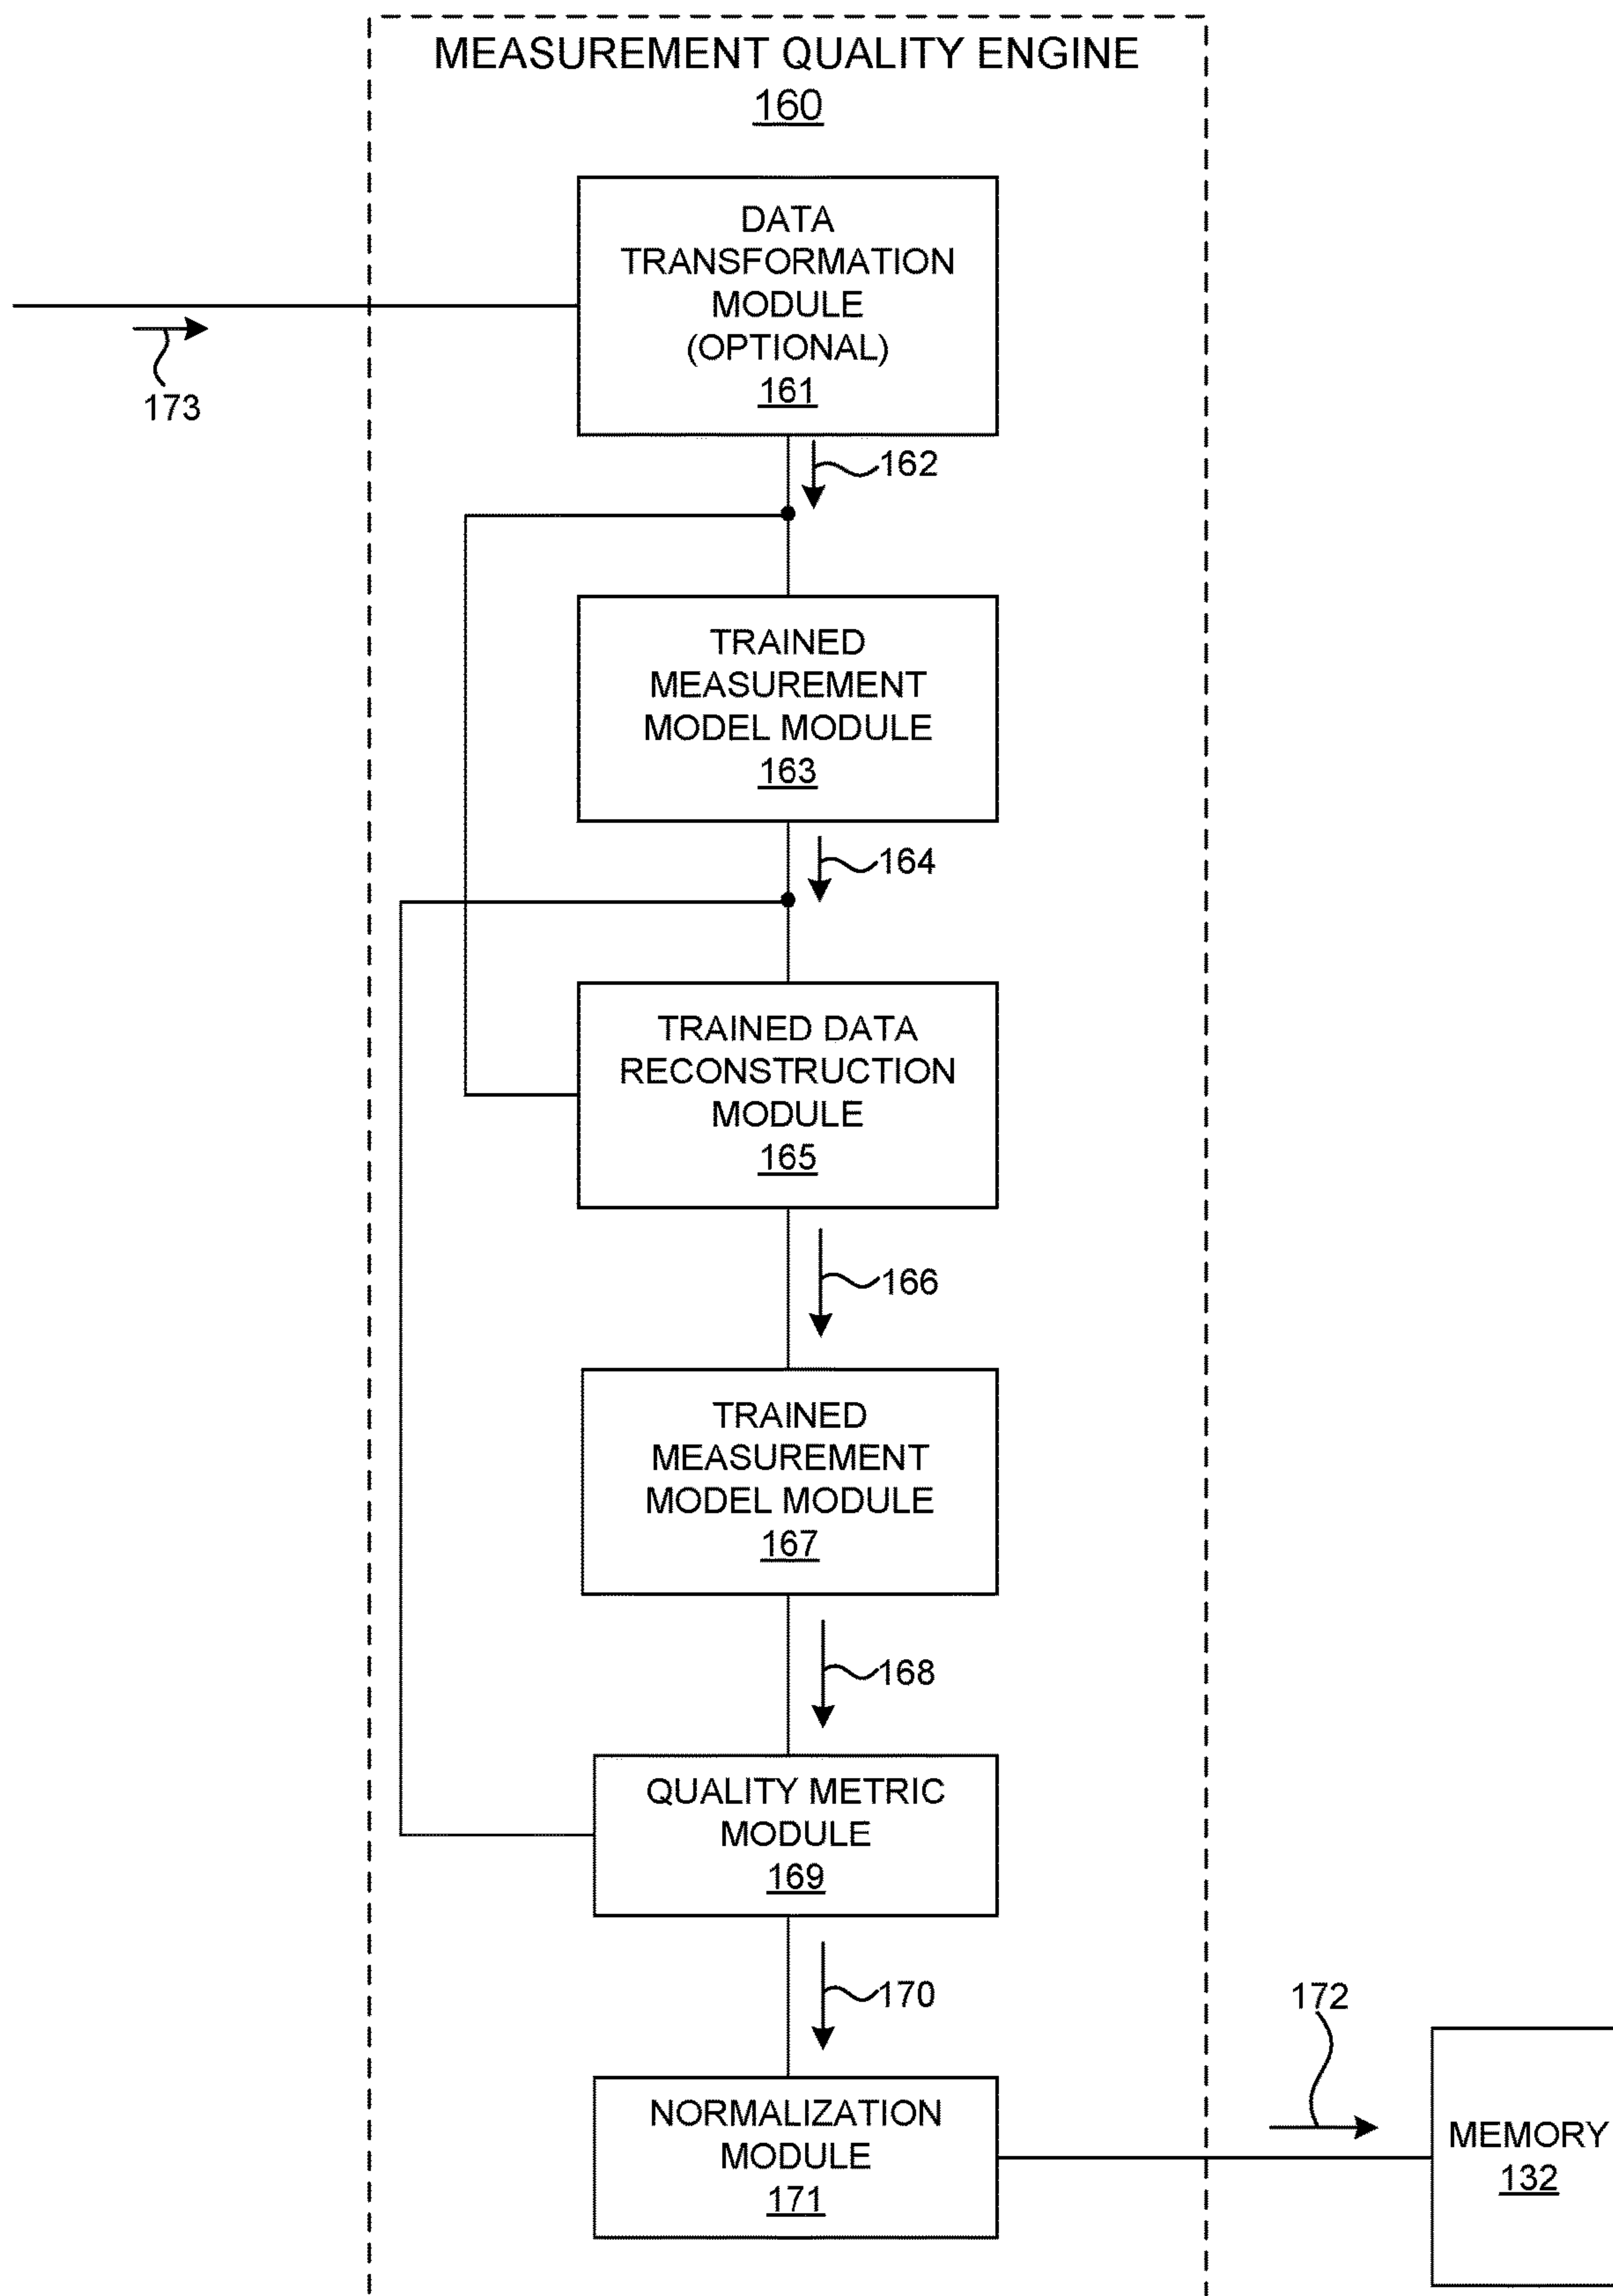 MEASUREMENT QUALITY ENGINE
160
DATA
TRANSFORMATION
MODULE
(OPTIONAL)
161
173
162
TRAINED
MEASUREMENT
MODEL MODULE
163
164
TRAINED DATA
RECONSTRUCTION
MODULE
165
166
TRAINED
MEASUREMENT
MODEL MODULE
167
168
QUALITY METRIC
MODULE
169
170
172
NORMALIZATION
MODULE
171
MEMORY
132